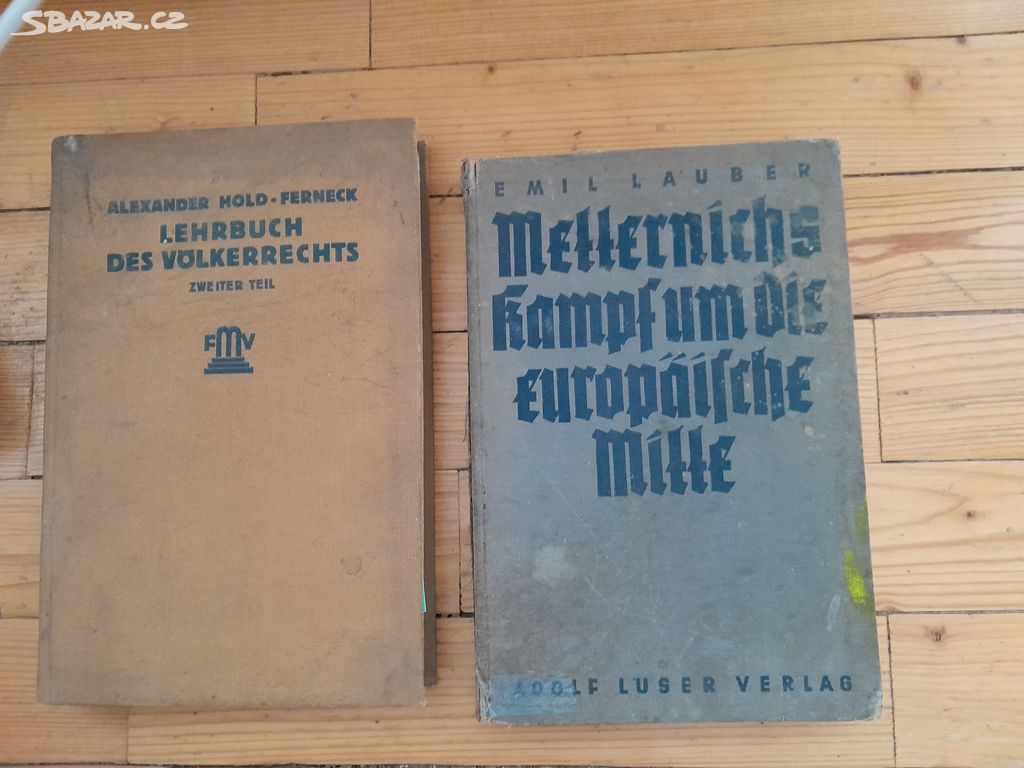 SBAZAR.CZ
ALEXANDER HOLD-FERNECK
LEHRBUCH
DES VÖLKERRECHTS
ZWEITER TEIL
FMV
EMIL LAUBER
Metternichs
Kampf um die
europäische
Mitte
ADOLF LUSER VERLAG